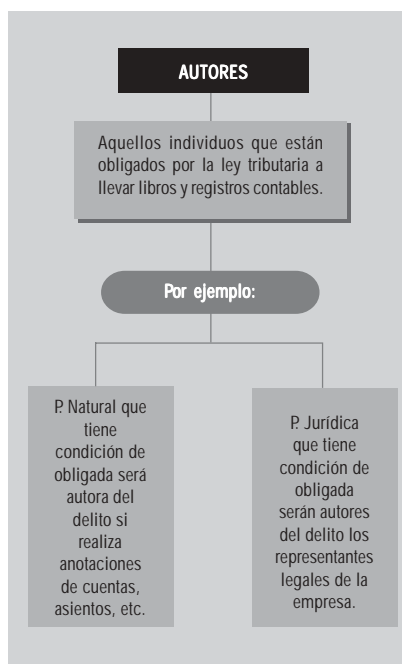 AUTORES
Aquellos individuos que están
obligados por la ley tributaria a
llevar libros y registros contables.
Por ejemplo:
P. Natural que
tiene
condición de
obligada será
autora del
delito si
realiza
anotaciones
de cuentas,
asientos, etc.
P. Jurídica
que tiene
condición de
obligada
serán autores
del delito los
representantes
legales de la
empresa.